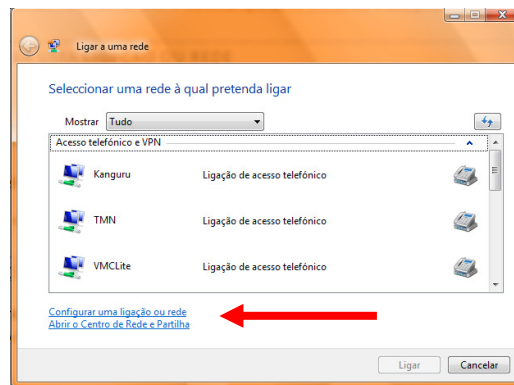 Ligar a uma rede
Seleccionar uma rede à qual pretenda ligar
Mostrar Tudo
Acesso telefónico e VPN
Kanguru Ligação de acesso telefónico
TMN Ligação de acesso telefónico
VMCLite Ligação de acesso telefónico
Configurar uma ligação ou rede
Abrir o Centro de Rede e Partilha
Ligar Cancelar